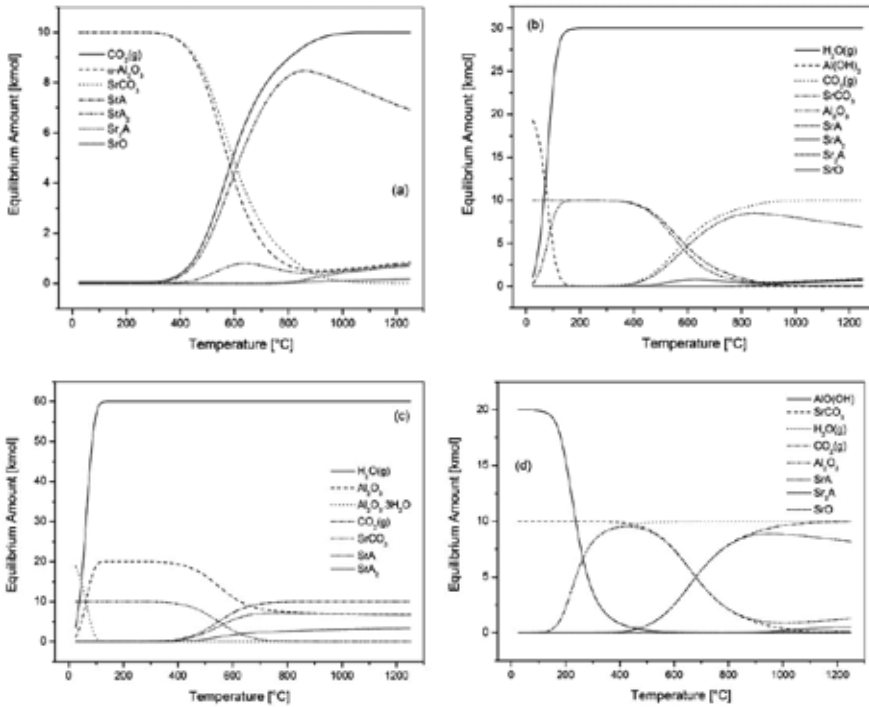 CO₂(g)
α-Al₂O₃
SrCO₃
SrA
SrA₂
Sr₃A
SrO
(a)
10
8
6
4
2
0
0 200 400 600 800 1000 1200
Temperature [°C]
Equilibrium Amount [kmol]
(b)
H₂O(g)
Al(OH)₃
CO₂(g)
SrCO₃
Al₂O₃
SrA
SrA₂
Sr₃A
SrO
30
25
20
15
10
5
0
0 200 400 600 800 1000 1200
Temperature [°C]
Equilibrium Amount [kmol]
(c)
H₂O(g)
Al₂O₃
Al₂O₃.3H₂O
CO₂(g)
SrCO₃
SrA
SrA₂
60
50
40
30
20
10
0
0 200 400 600 800 1000 1200
Temperature [°C]
Equilibrium Amount [kmol]
AlO(OH)
SrCO₃
H₂O(g)
CO₂(g)
Al₂O₃
SrA
Sr₃A
SrO
(d)
20
15
10
5
0
0 200 400 600 800 1000 1200
Temperature [°C]
Equilibrium Amount [kmol]